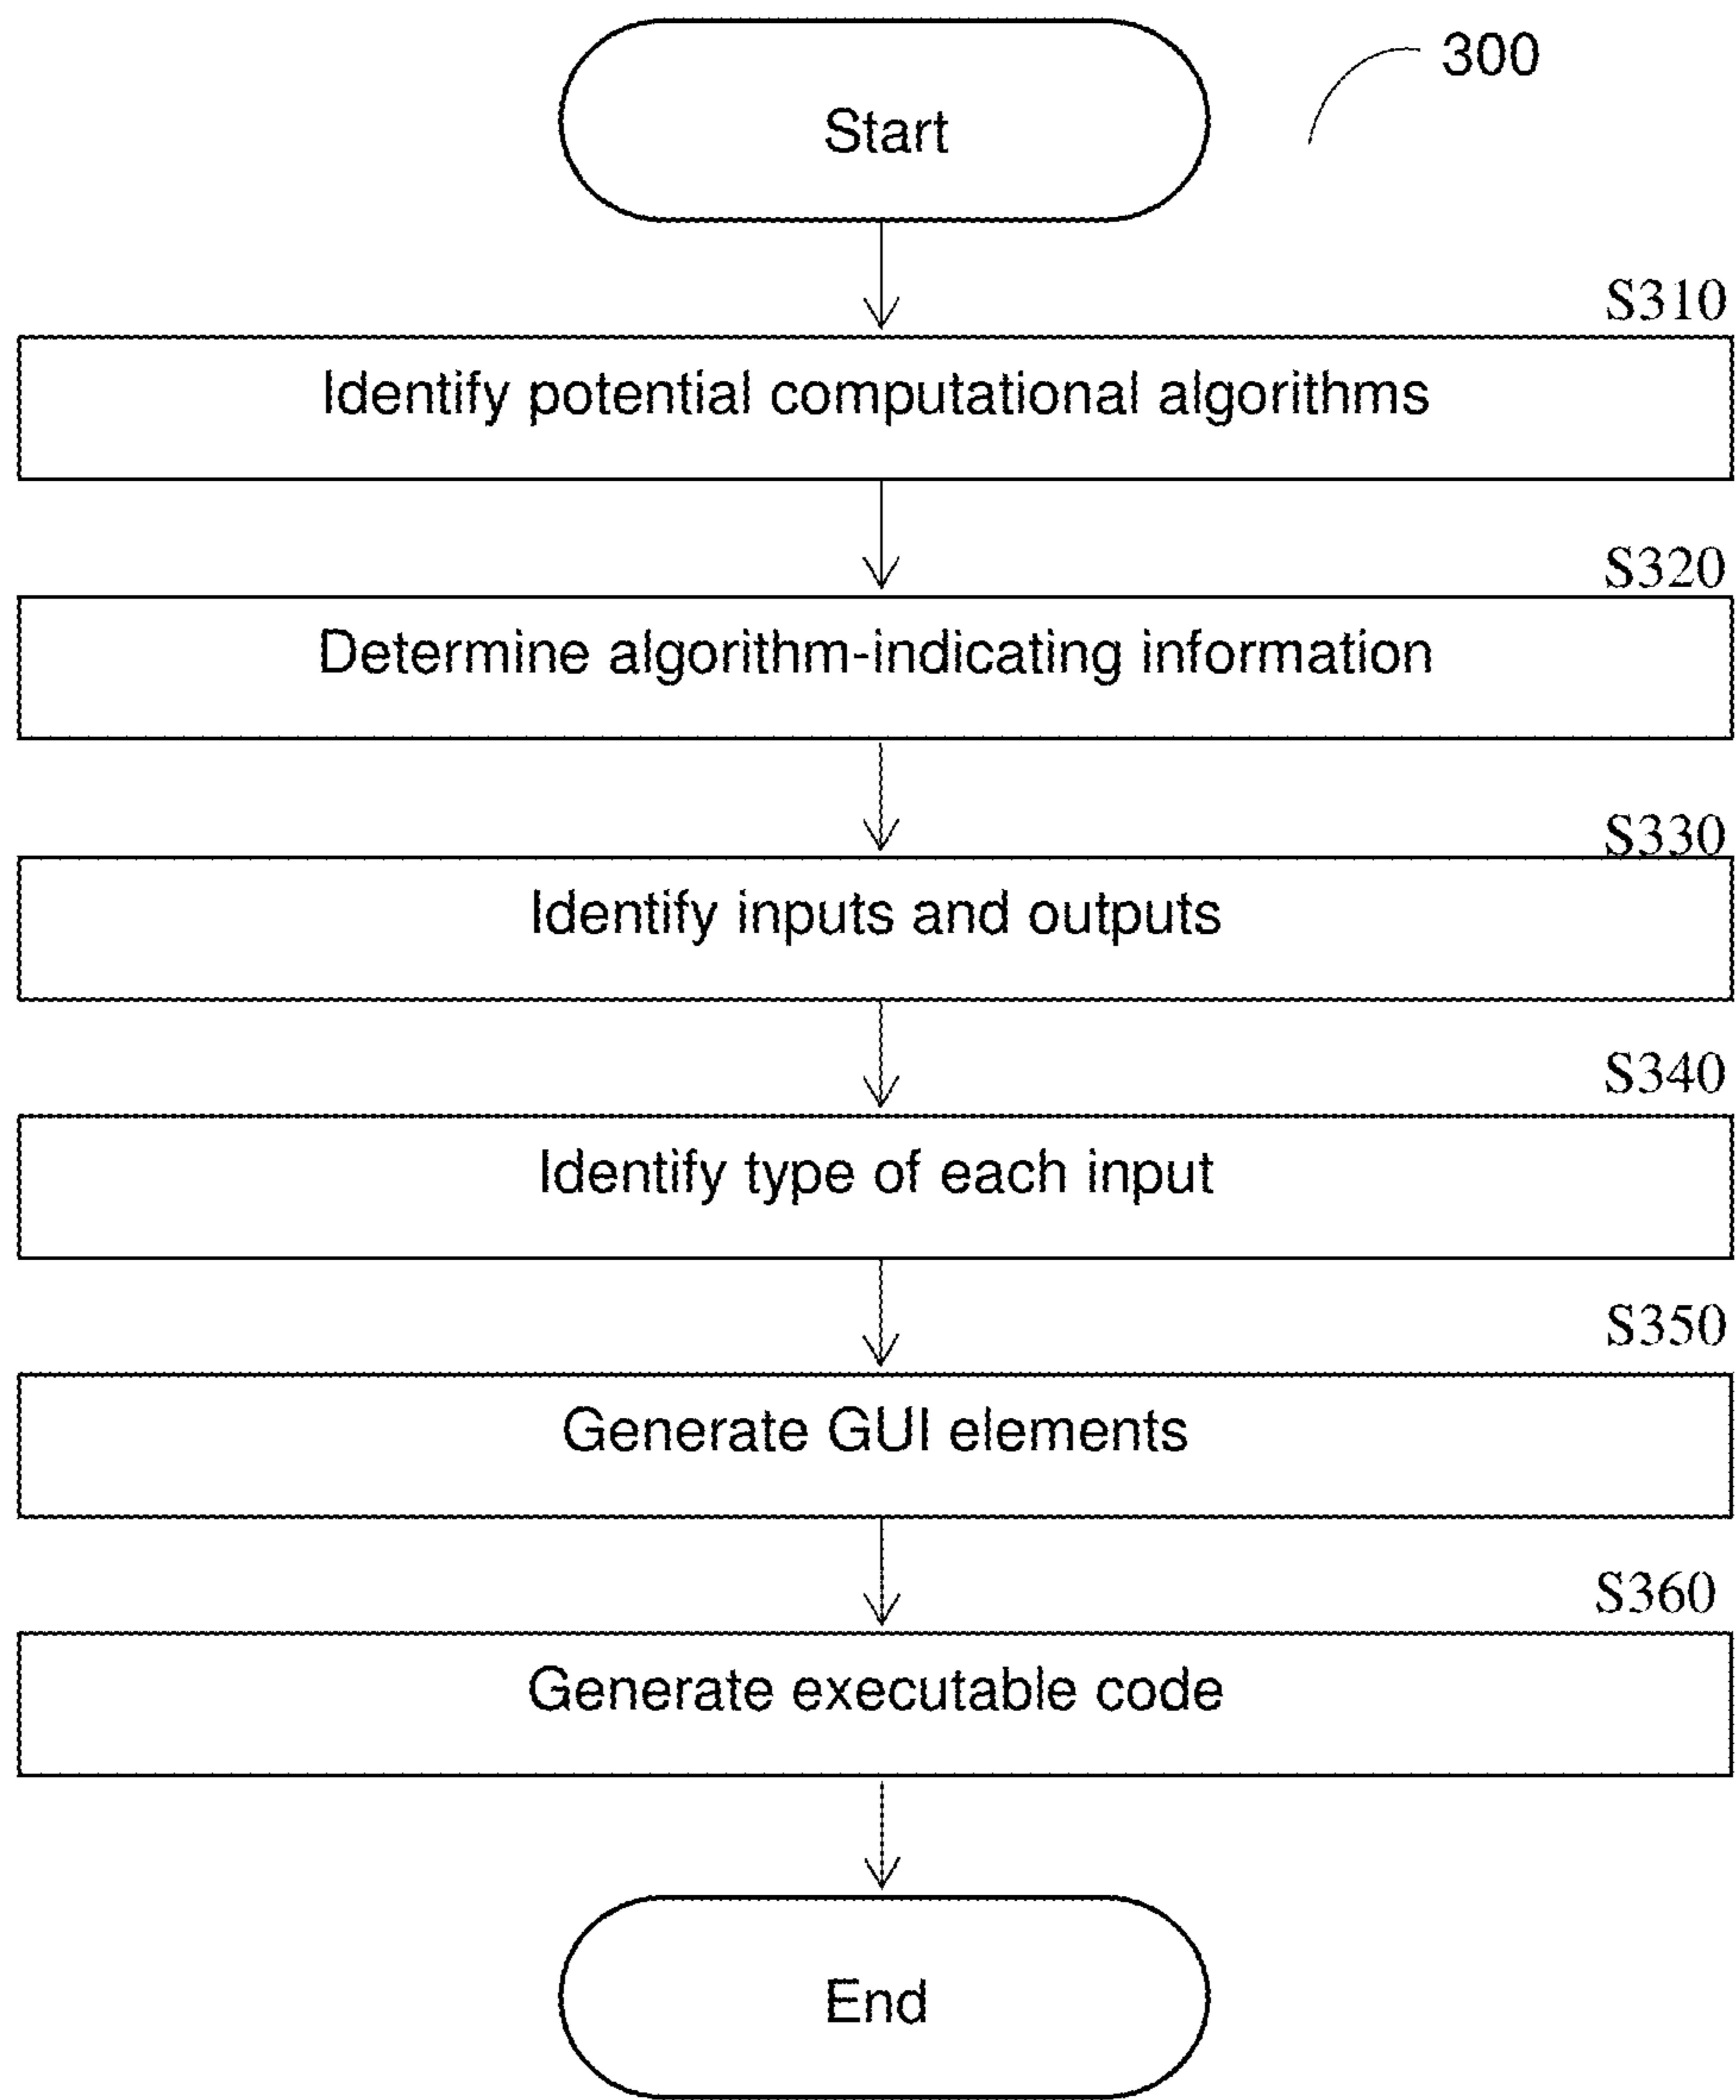 300
Start
S310
Identify potential computational algorithms
S320
Determine algorithm-indicating information
S330
Identify inputs and outputs
S340
Identify type of each input
S350
Generate GUI elements
S360
Generate executable code
End